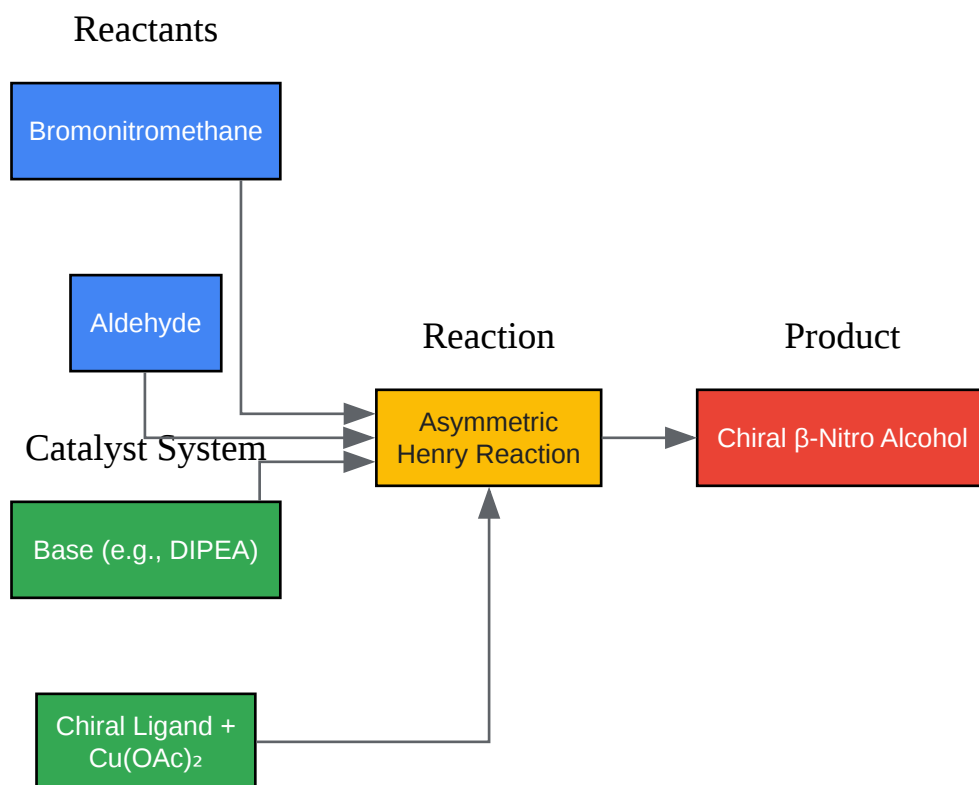 Reactants
Bromonitromethane
Aldehyde
Catalyst System
Base (e.g., DIPEA)
Chiral Ligand +
Cu(OAc)₂
Reaction
Asymmetric
Henry Reaction
Product
Chiral β-Nitro Alcohol